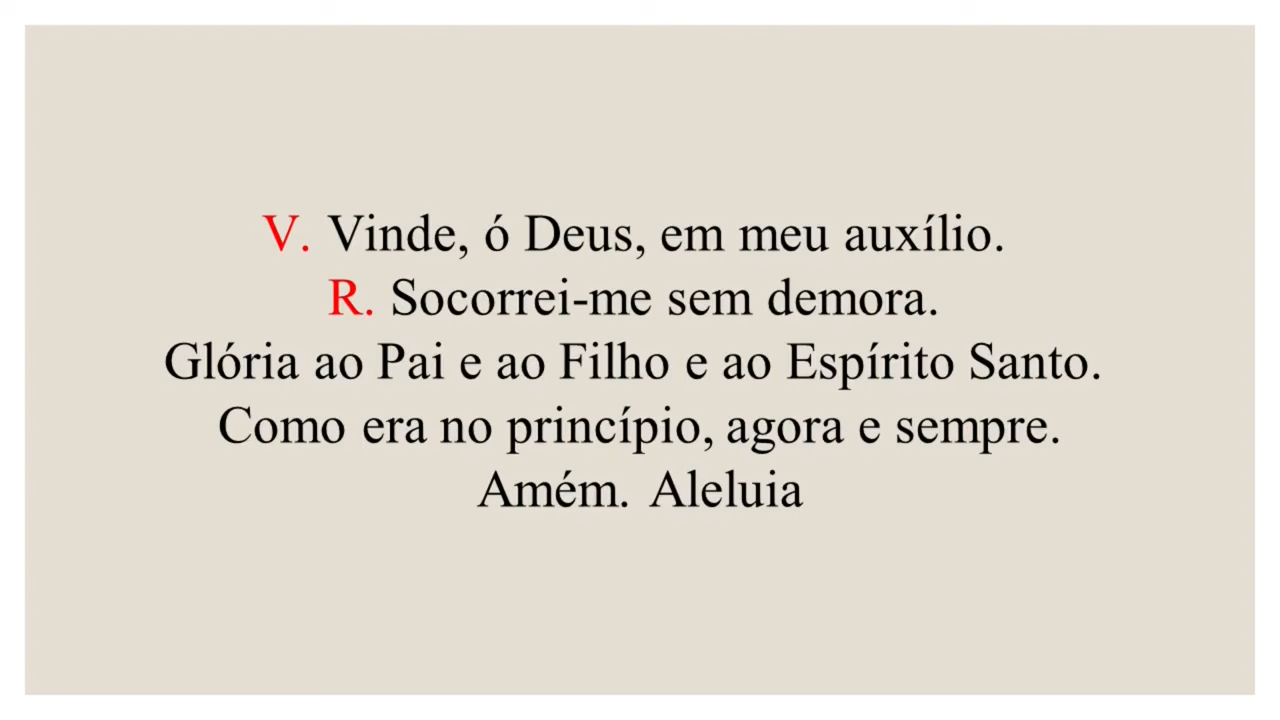 V. Vinde, ó Deus, em meu auxílio.
R. Socorrei-me sem demora.
Glória ao Pai e ao Filho e ao Espírito Santo.
Como era no princípio, agora e sempre.
Amém. Aleluia